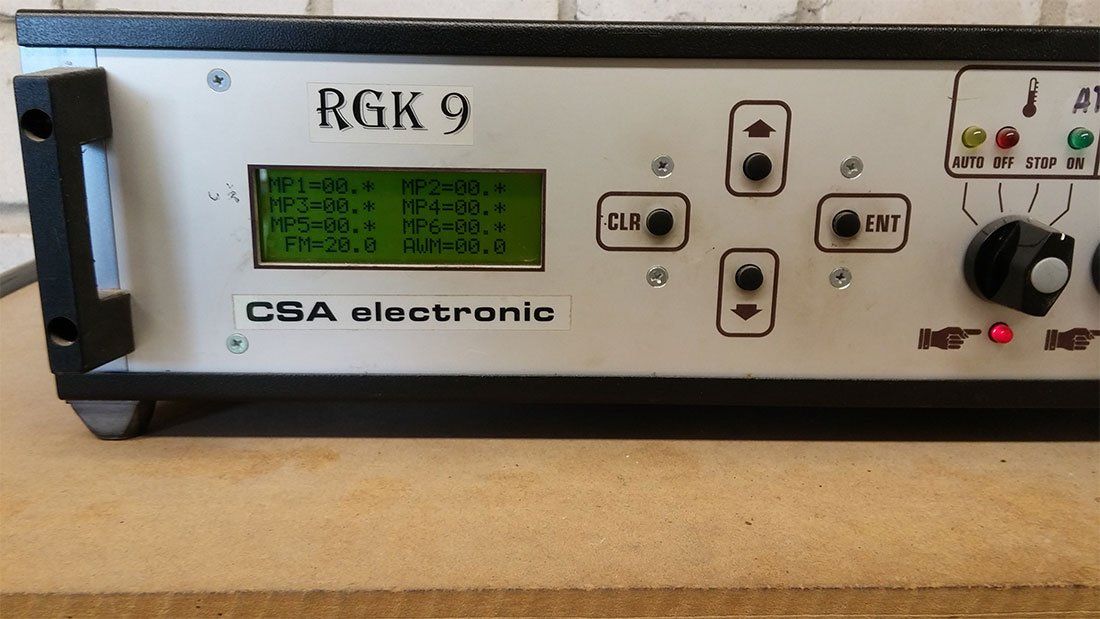 RGK 9
MP1=00.* MP2=00.*
MP3=00.* MP4=00.*
MP5=00.* MP6=00.*
FM=20.0 AWM=00.0
CSA electronic
CLR
ENT
AUTO OFF STOP ON